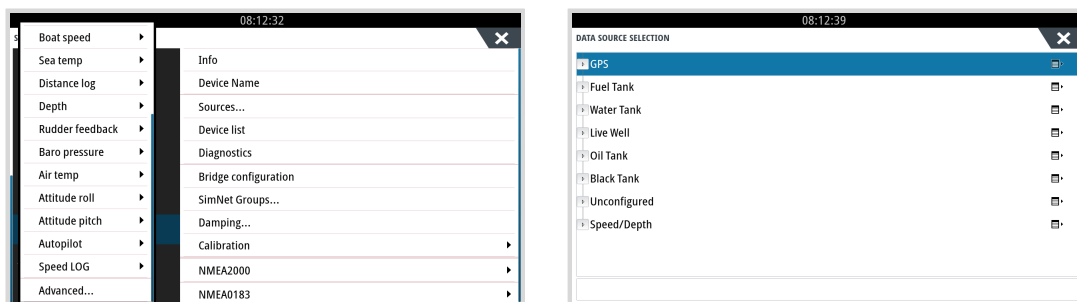 08:12:32
S
Boat speed
Sea temp
Distance log
Depth
Rudder feedback
Baro pressure
Air temp
Attitude roll
Attitude pitch
Autopilot
Speed LOG
Advanced...
Info
Device Name
Sources...
Device list
Diagnostics
Bridge configuration
SimNet Groups...
Damping...
Calibration
NMEA2000
NMEA0183
08:12:39
DATA SOURCE SELECTION
GPS
Fuel Tank
Water Tank
Live Well
Oil Tank
Black Tank
Unconfigured
Speed/Depth